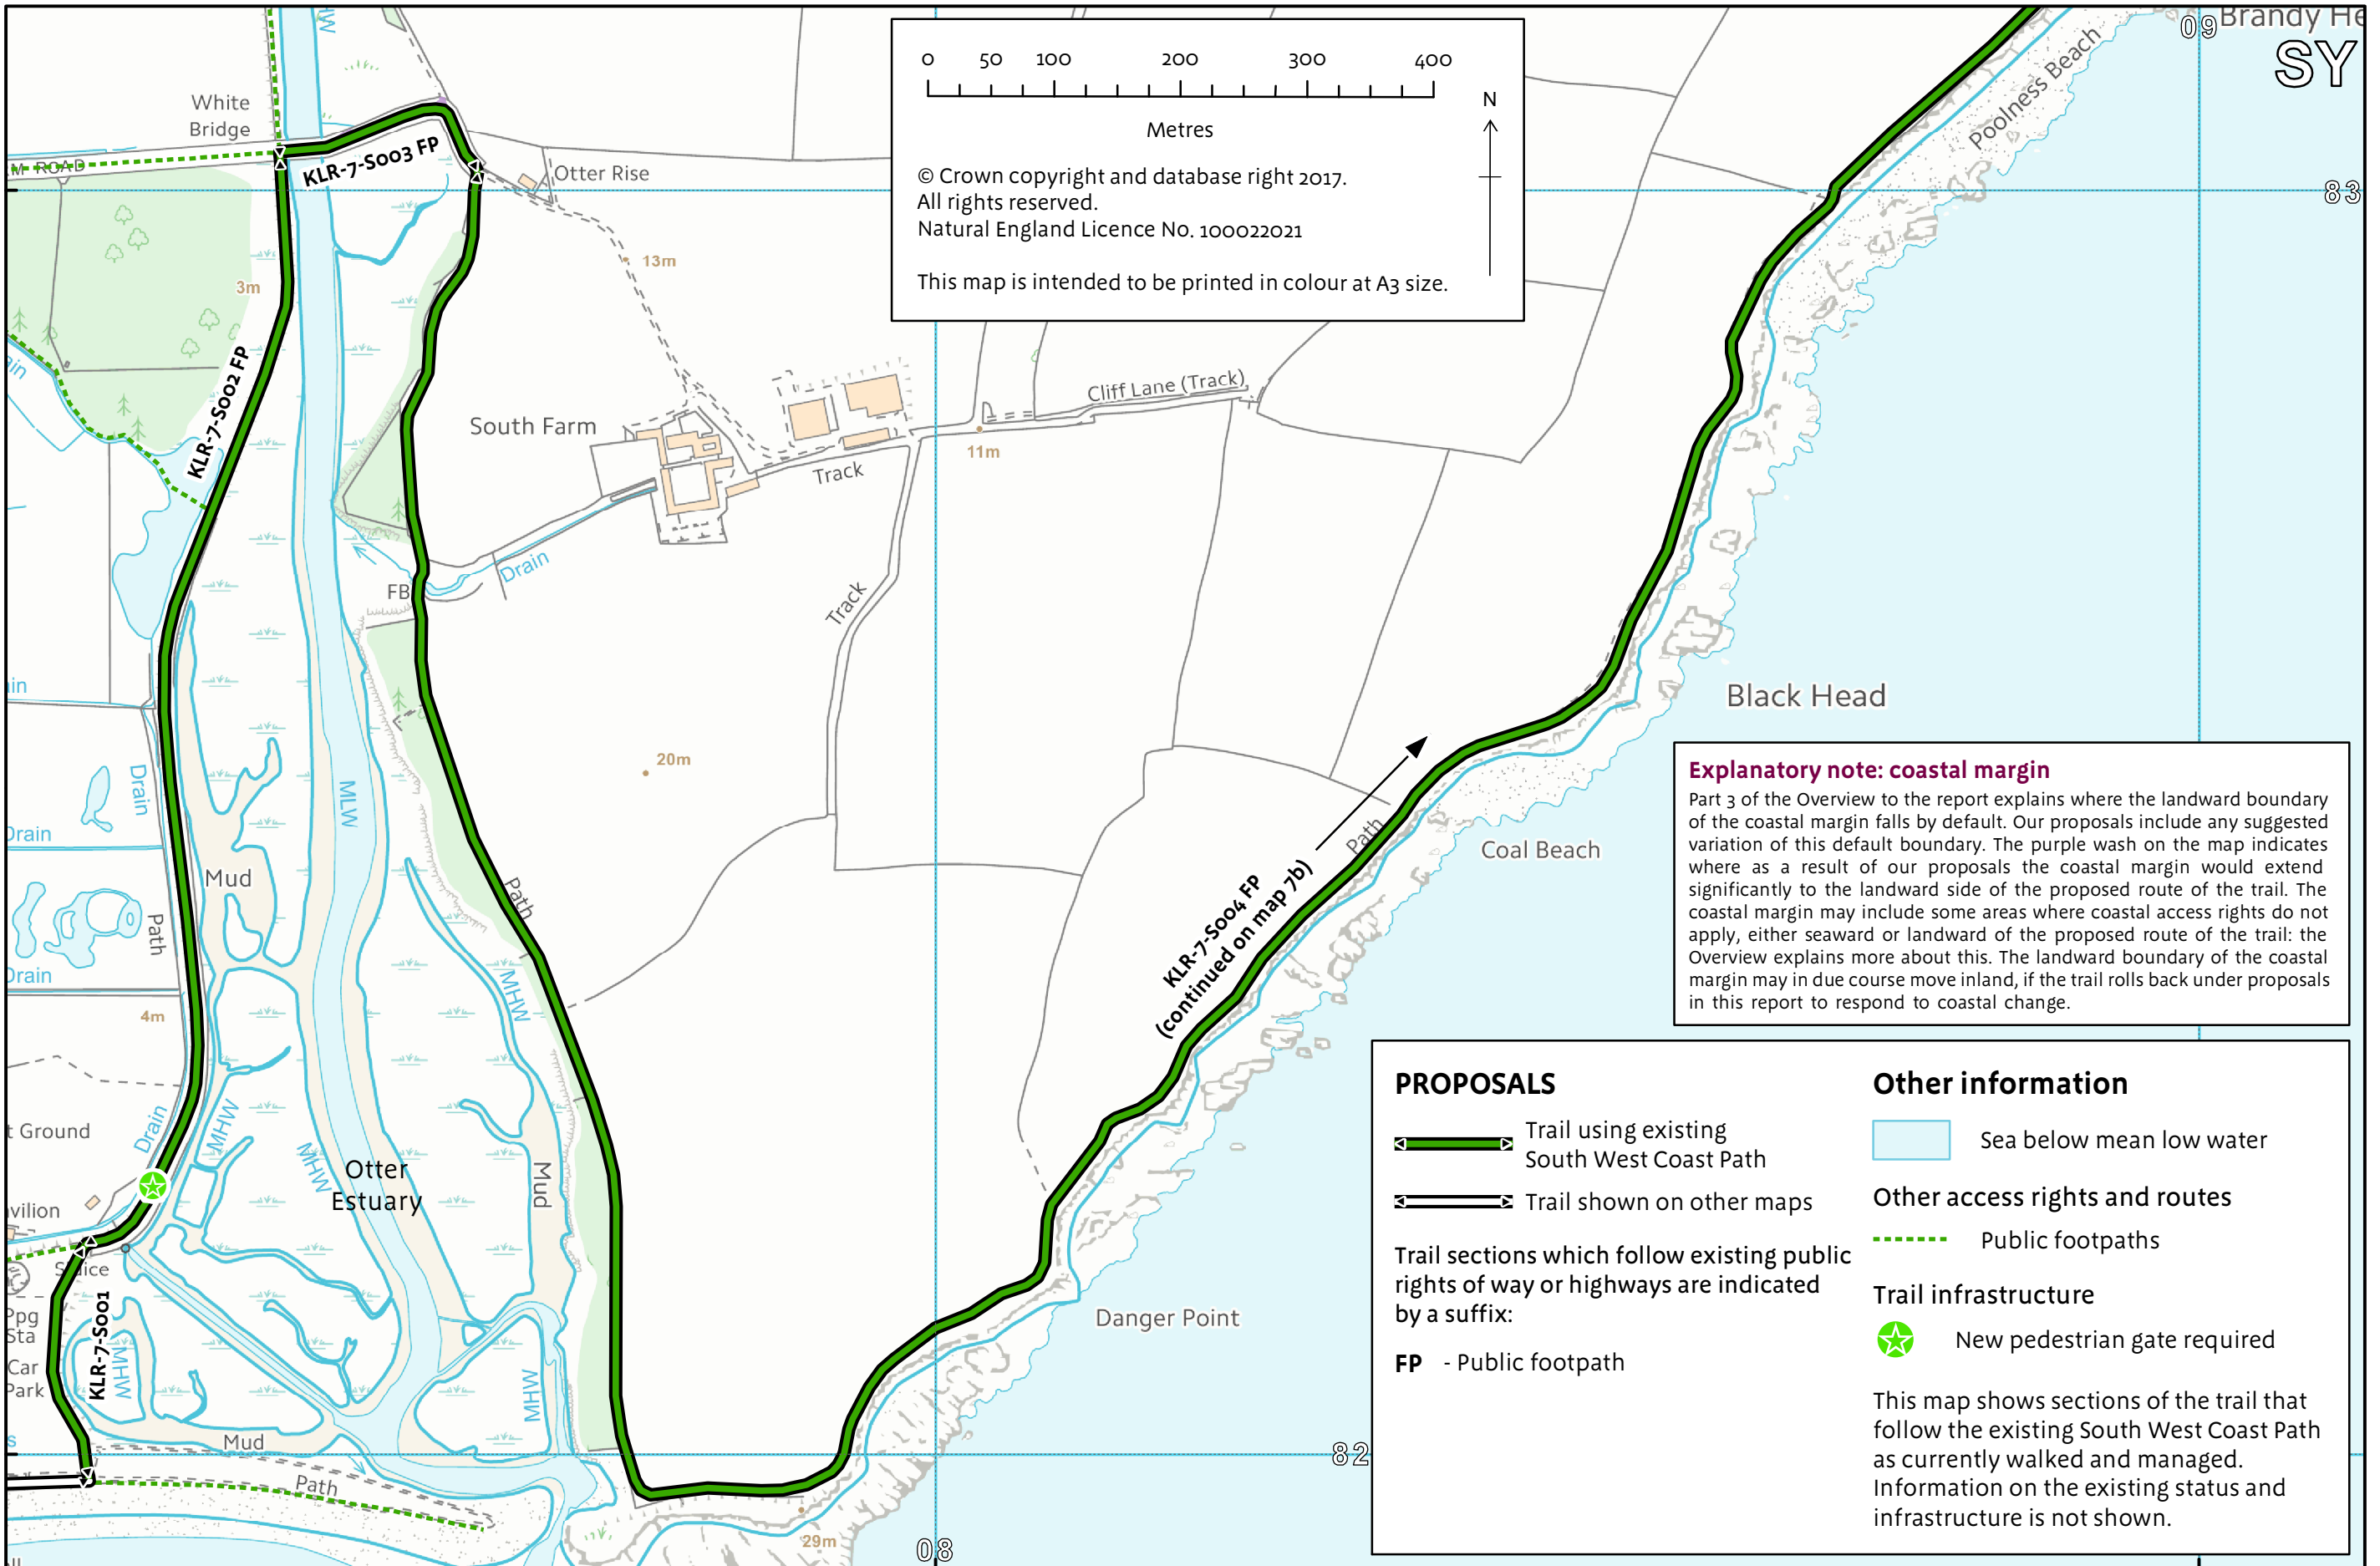 MHW
Brandy He
09
SY
0 50 100 200 300 400
Metres
N
© Crown copyright and database right 2017.
All rights reserved.
Natural England Licence No. 100022021
This map is intended to be printed in colour at A3 size.
Poolness Beach
White
Bridge
M ROAD
KLR-7-S003 FP
Otter Rise
83
13m
3m
KLR-7-S002 FP
Cliff Lane (Track)
South Farm
11m
Track
Drain
FB
Track
Black Head
20m
MLW
Drain
Drain
Mud
Path
Path
Drain
MHW
4m
Coal Beach
Path
KLR-7-S004 FP
(continued on map 7b)
Explanatory note: coastal margin
Part 3 of the Overview to the report explains where the landward boundary
of the coastal margin falls by default. Our proposals include any suggested
variation of this default boundary. The purple wash on the map indicates
where as a result of our proposals the coastal margin would extend
significantly to the landward side of the proposed route of the trail. The
coastal margin may include some areas where coastal access rights do not
apply, either seaward or landward of the proposed route of the trail: the
Overview explains more about this. The landward boundary of the coastal
margin may in due course move inland, if the trail rolls back under proposals
in this report to respond to coastal change.
t Ground
Drain
MHW
MHW
Otter
Estuary
Mud
vilion
Sluice
Ppg
Sta
Car
Park
KLR-7-S001
MHW
MHW
Mud
Path
Danger Point
29m
08
82
PROPOSALS
Trail using existing
South West Coast Path
Trail shown on other maps
Trail sections which follow existing public
rights of way or highways are indicated
by a suffix:
FP - Public footpath
Other information
Sea below mean low water
Other access rights and routes
Public footpaths
Trail infrastructure
New pedestrian gate required
This map shows sections of the trail that
follow the existing South West Coast Path
as currently walked and managed.
Information on the existing status and
infrastructure is not shown.